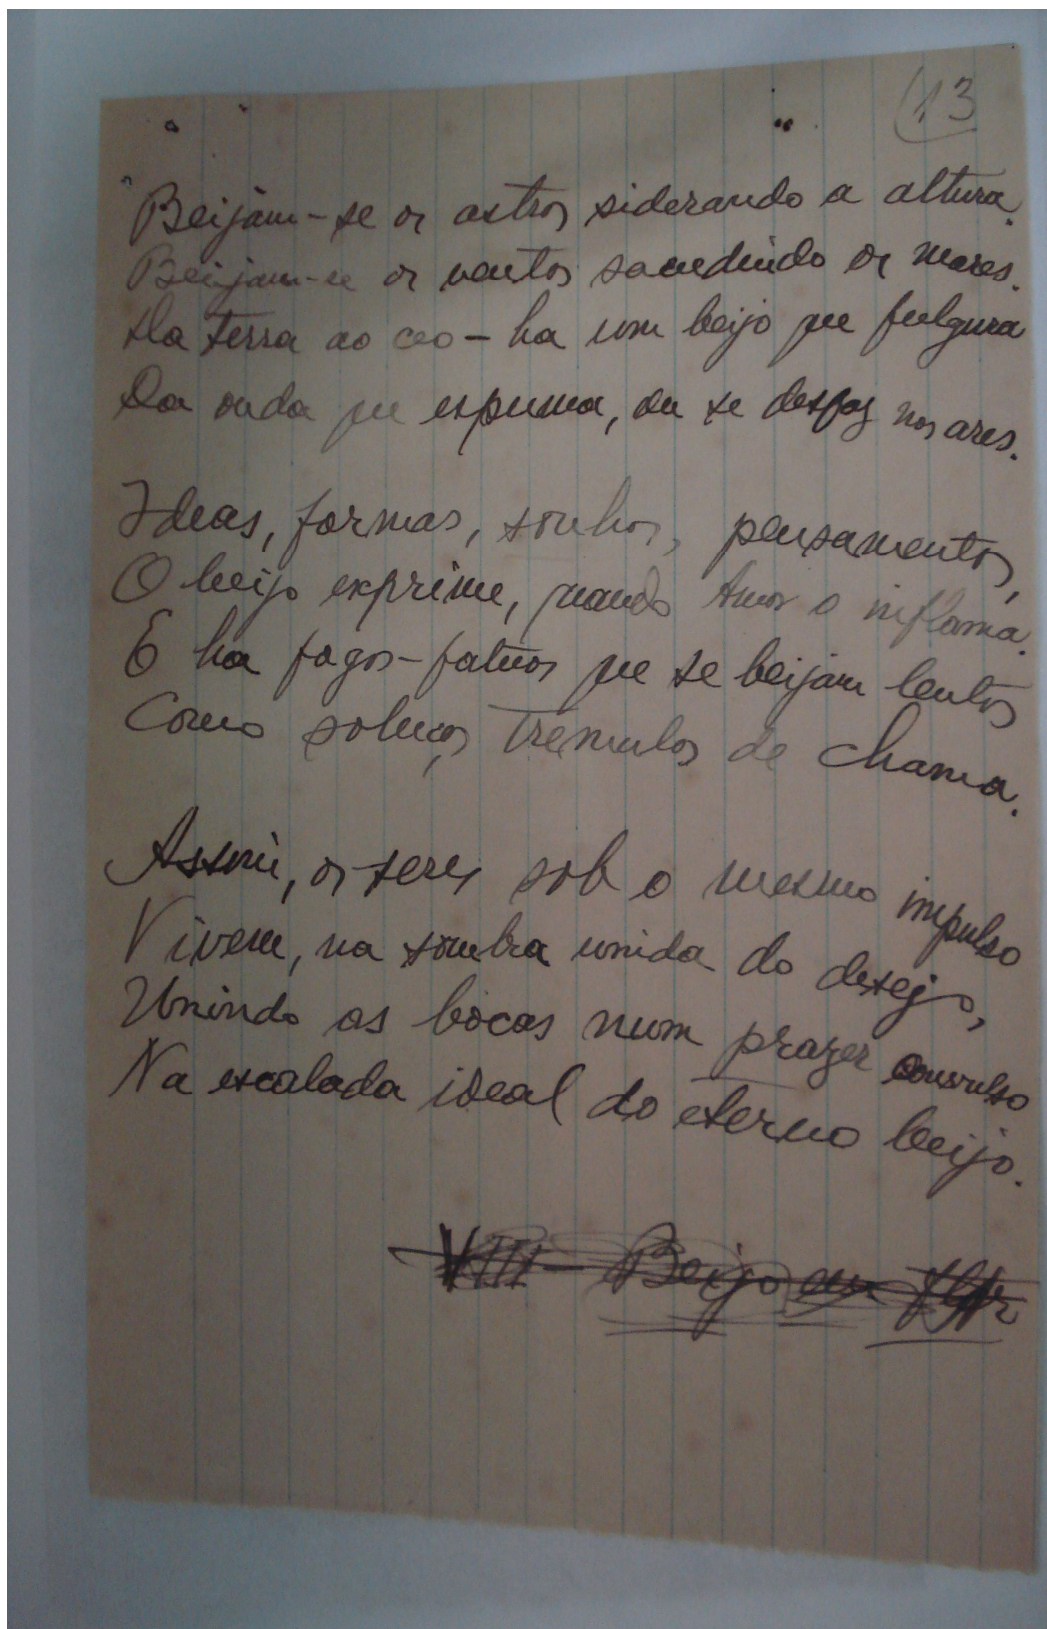 13
Beijam-se os astros siderando a altura.
Beijam-se os ventos sacudindo os mares.
Da terra ao ceo - ha um beijo que fulgura
Da onda que espuma, ou se desfaz nos ares.
Ideas, formas, sonhos, pensamentos,
O beijo exprime, quando Amor o inflama.
E ha fogos-fatuos que se beijam lentos
Como soluços tremulos de chama.
Assim, os seres sob o mesmo impulso
Vivem, na sombra unida do desejo,
Unindo as bocas num prazer convulso
Na escalada ideal do eterno beijo.
VIII - Beijo